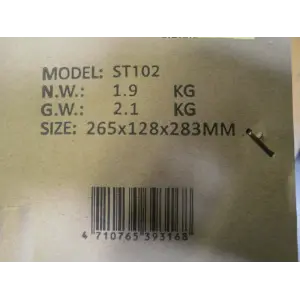 MODEL: ST102
N.W.: 1.9 KG
G.W.: 2.1 KG
SIZE: 265x128x283MM
4 710765 393168